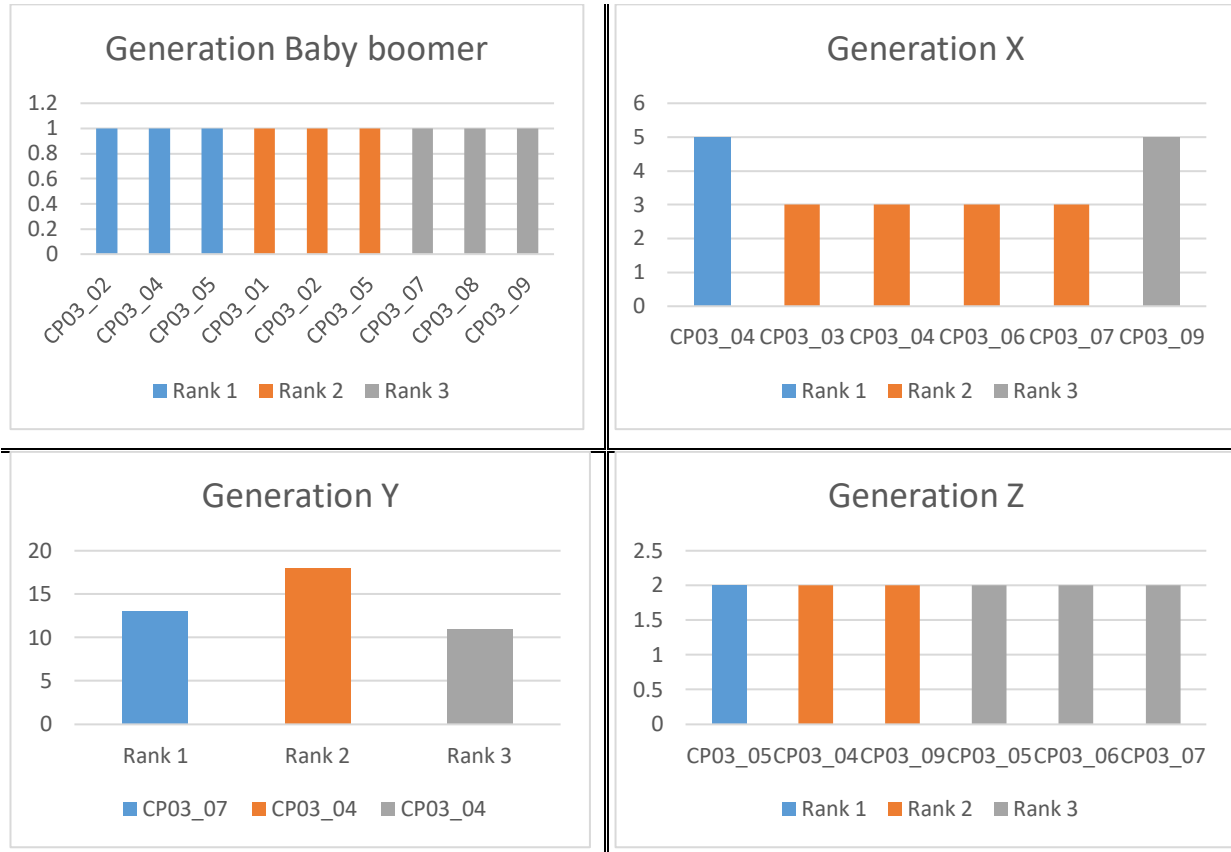 Generation Baby boomer
1.2
1
0.8
0.6
0.4
0.2
0
CP03_02 CP03_04 CP03_05 CP03_01 CP03_02 CP03_05 CP03_07 CP03_08 CP03_09
Rank 1 Rank 2 Rank 3
Generation X
6
5
4
3
2
1
0
CP03_04 CP03_03 CP03_04 CP03_06 CP03_07 CP03_09
Rank 1 Rank 2 Rank 3
Generation Y
20
15
10
5
0
Rank 1 Rank 2 Rank 3
CP03_07 CP03_04 CP03_04
Generation Z
2.5
2
1.5
1
0.5
0
CP03_05 CP03_04 CP03_09 CP03_05 CP03_06 CP03_07
Rank 1 Rank 2 Rank 3